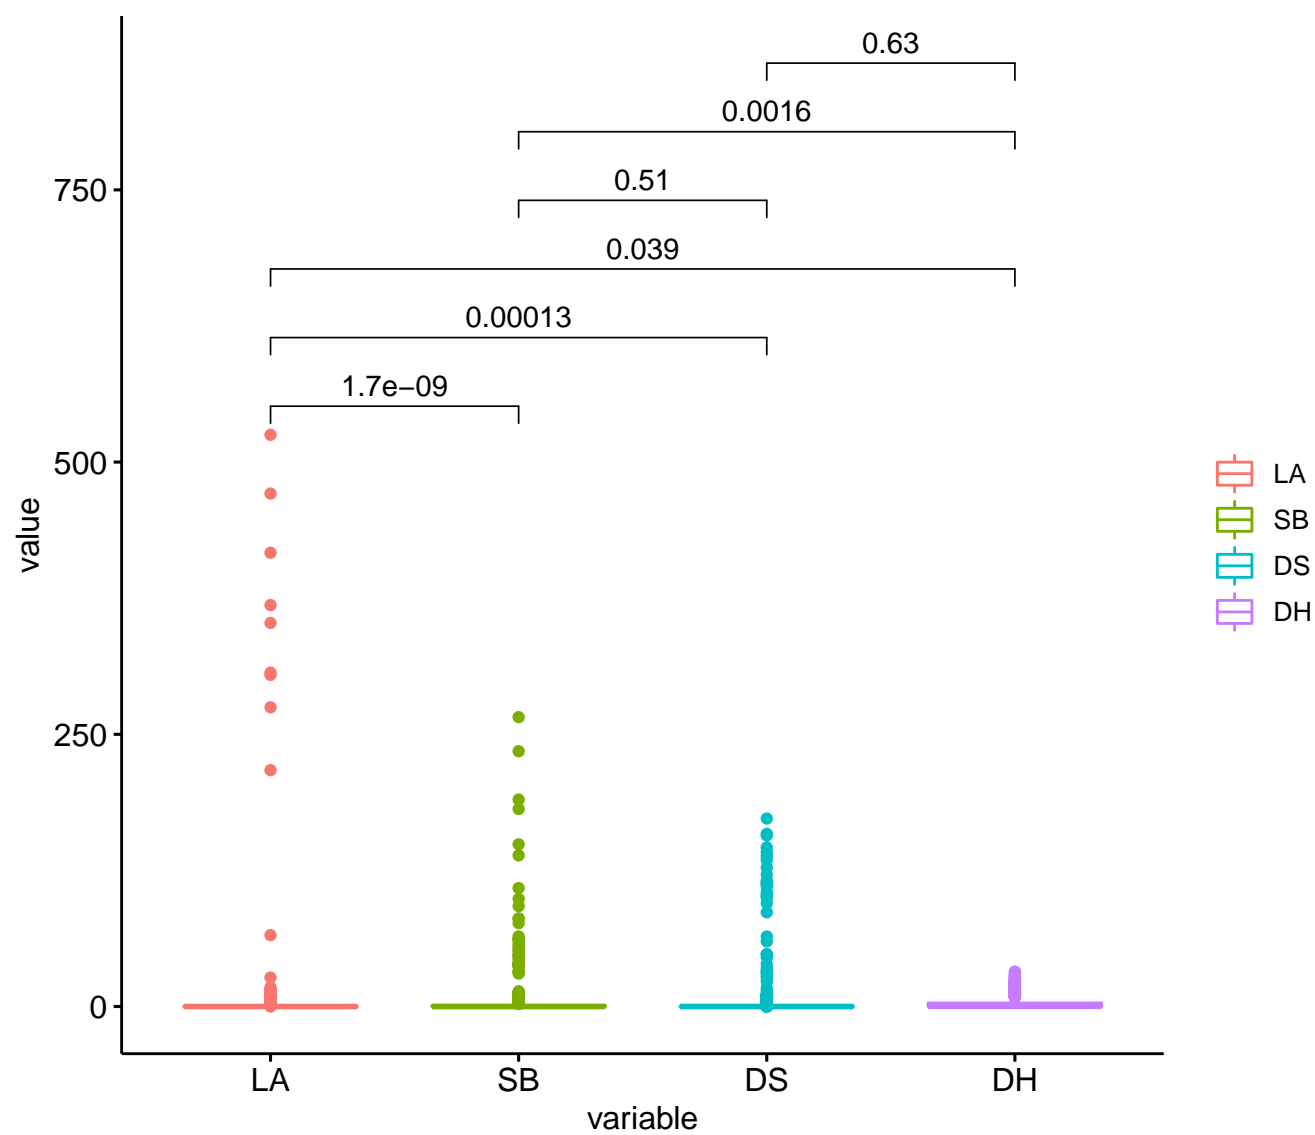 0.63
0.0016
750
0.51
0.039
0.00013
1.7e−09
500
LA
SB
value
DS
DH
250
0
LA SB DS DH
variable